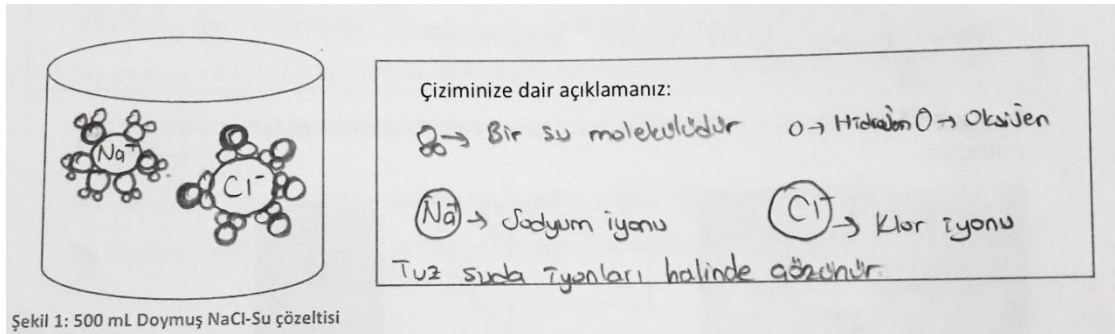 Çiziminize dair açıklamanız:
→ Bir su molekülüdür o → Hidrojen O → Oksijen
Na⁺ Cl⁻
Na⁺ → Sodyum iyonu Cl⁻ → Klor iyonu
Tuz suda iyonları halinde çözünür.
Şekil 1: 500 mL Doymuş NaCl-Su çözeltisi